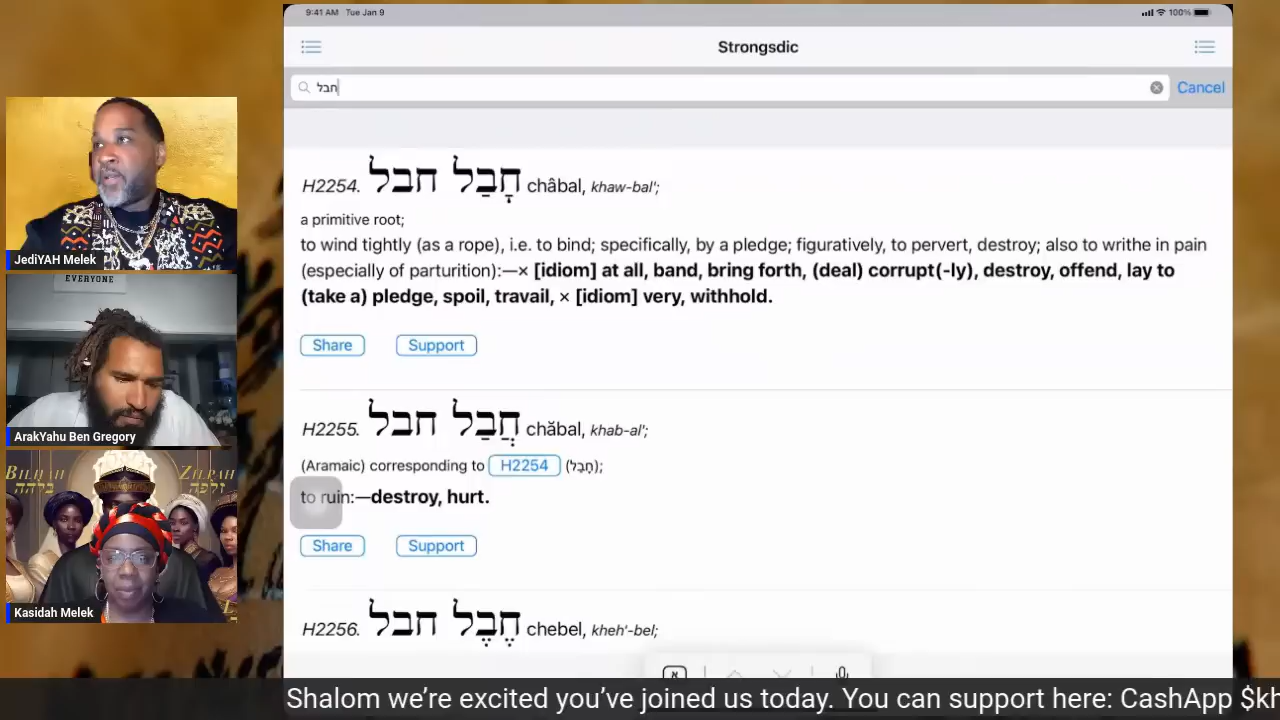 9:41 AM Tue Jan 9
100%
Strongsdic
חבל
Cancel
H2254. חָבַל חבל châbal, khaw-bal';
a primitive root;
to wind tightly (as a rope), i.e. to bind; specifically, by a pledge; figuratively, to pervert, destroy; also to writhe in pain
(especially of parturition):—× [idiom] at all, band, bring forth, (deal) corrupt(-ly), destroy, offend, lay to
(take a) pledge, spoil, travail, × [idiom] very, withhold.
Share Support
H2255. חֲבַל חבל chăbal, khab-al';
(Aramaic) corresponding to H2254 (חָבַל);
to ruin:—destroy, hurt.
Share Support
H2256. חֶבֶל חבל chebel, kheh'-bel;
JediYAH Melek
EVERYONE
ArakYahu Ben Gregory
BILHAH ZILPAH
בלהה זלפה
Kasidah Melek
Shalom we’re excited you’ve joined us today. You can support here: CashApp $kh